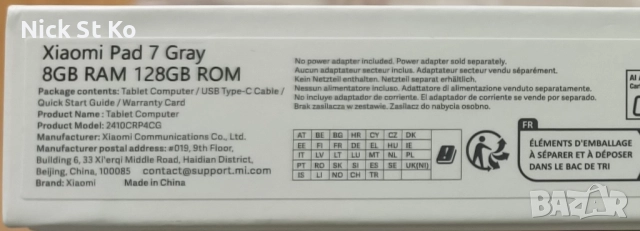 Nick St Ko
Xiaomi Pad 7 Gray
8GB RAM 128GB ROM
Package contents: Tablet Computer / USB Type-C Cable /
Quick Start Guide / Warranty Card
Product Name: Tablet Computer
Product Model: 2410CRP4CG
Manufacturer: Xiaomi Communications Co., Ltd.
Manufacturer postal address: #019, 9th Floor,
Building 6, 33 Xi'erqi Middle Road, Haidian District,
Beijing, China, 100085 contact@support.mi.com
Brand: Xiaomi Made in China
No power adapter included. Power adapter sold separately.
Aucun adaptateur secteur inclus. Adaptateur secteur vendu séparément.
Kein Netzteil enthalten. Netzteil separat erhältlich.
Nessun alimentatore incluso. Adattatore di alimentazione venduto separatamente.
No incluye adaptador de corriente. El adaptador de corriente se vende por separado.
Brak zasilacza w zestawie. Zasilacz do nabycia osobno.
AT BE BG HR CY CZ DK
EE FI FR DE EL HU IE
IT LV LT LU MT NL PL
PT RO SK SI ES SE UK(NI)
IS LI NO CH TR
FR
ÉLÉMENTS D'EMBALLAGE
À SÉPARER ET À DÉPOSER
DANS LE BAC DE TRI
bazar